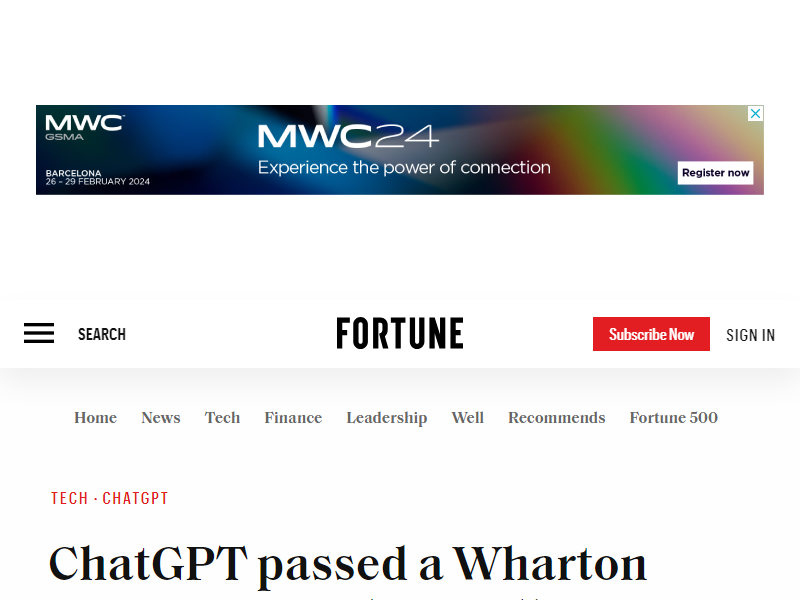 MWC
GSMA
BARCELONA
26 – 29 FEBRUARY 2024
MWC24
Experience the power of connection
Register now
SEARCH
FORTUNE
Subscribe Now
SIGN IN
Home News Tech Finance Leadership Well Recommends Fortune 500
TECH · CHATGPT
ChatGPT passed a Wharton